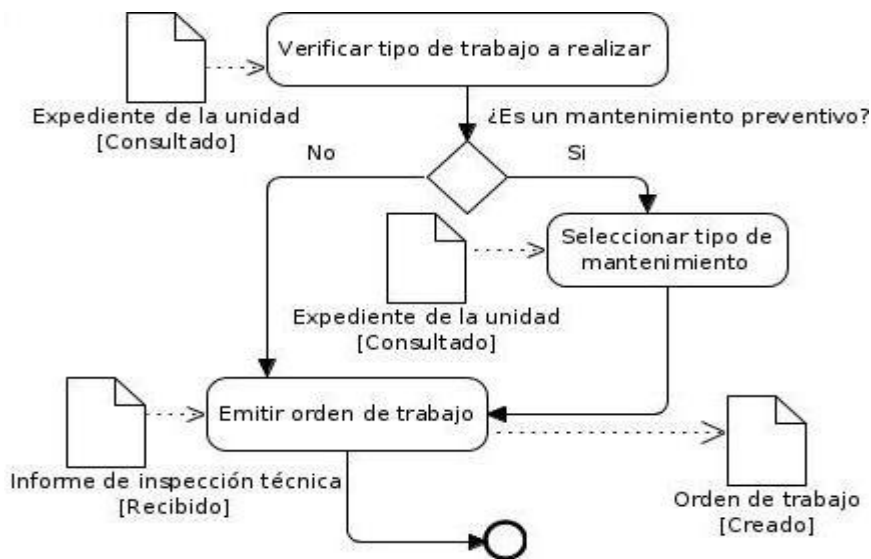 Verificar tipo de trabajo a realizar
Expediente de la unidad
[Consultado]
¿Es un mantenimiento preventivo?
No
Si
Seleccionar tipo de
mantenimiento
Expediente de la unidad
[Consultado]
Emitir orden de trabajo
Informe de inspección técnica
[Recibido]
Orden de trabajo
[Creado]